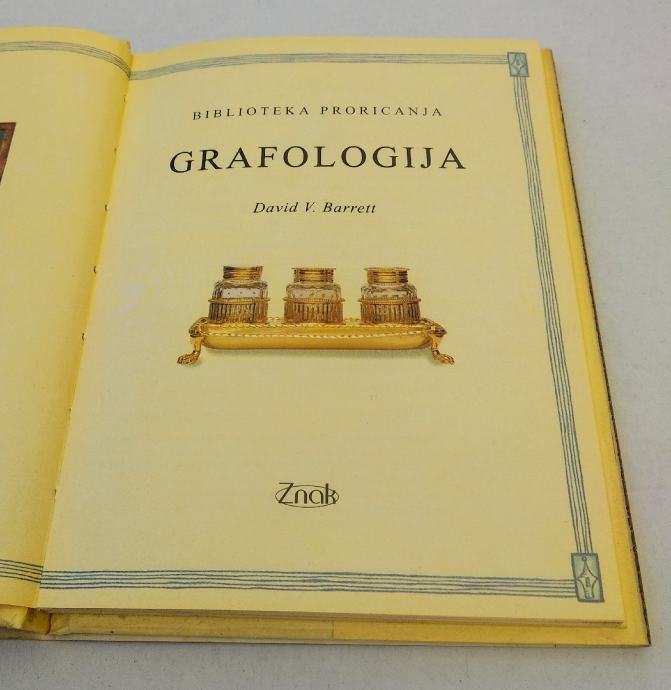 BIBLIOTEKA PRORICANJA
GRAFOLOGIJA
David V. Barrett
Znak